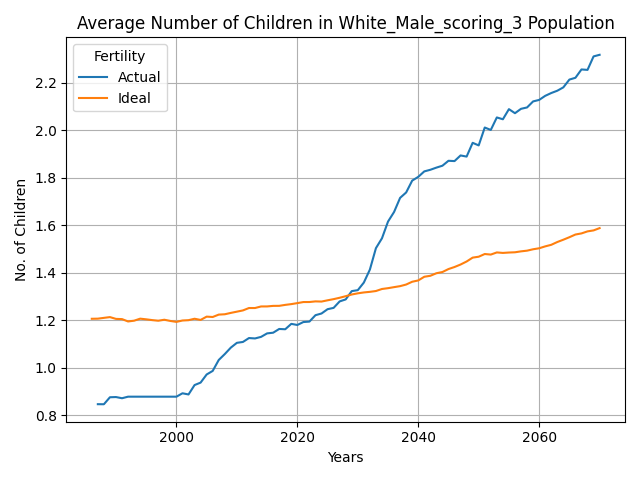 Average Number of Children in White_Male_scoring_3 Population
Fertility
Actual
Ideal
No. of Children
2.2
2.0
1.8
1.6
1.4
1.2
1.0
0.8
2000 2020 2040 2060
Years